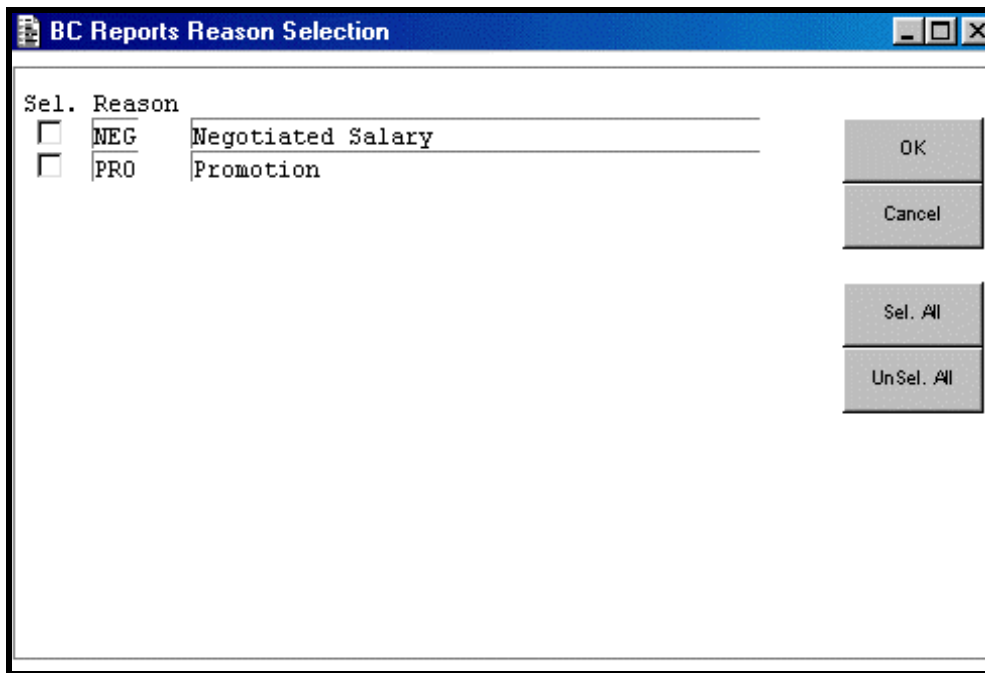 BC Reports Reason Selection
Sel. Reason
NEG Negotiated Salary
PRO Promotion
OK
Cancel
Sel. All
UnSel. All